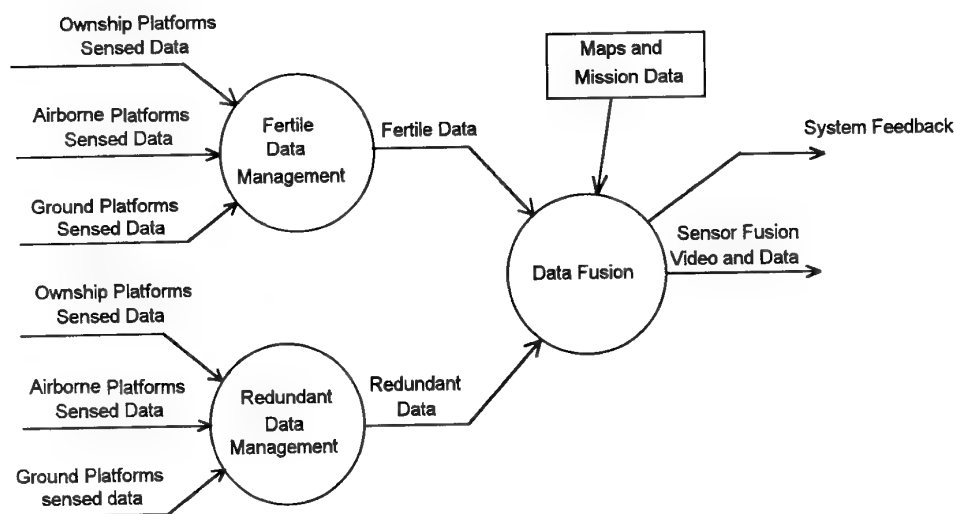 Ownship Platforms
Sensed Data
Airborne Platforms
Sensed Data
Ground Platforms
Sensed Data
Fertile
Data
Management
Fertile Data
Maps and
Mission Data
System Feedback
Sensor Fusion
Video and Data
Data Fusion
Ownship Platforms
Sensed Data
Airborne Platforms
Sensed Data
Ground Platforms
sensed data
Redundant
Data
Management
Redundant
Data